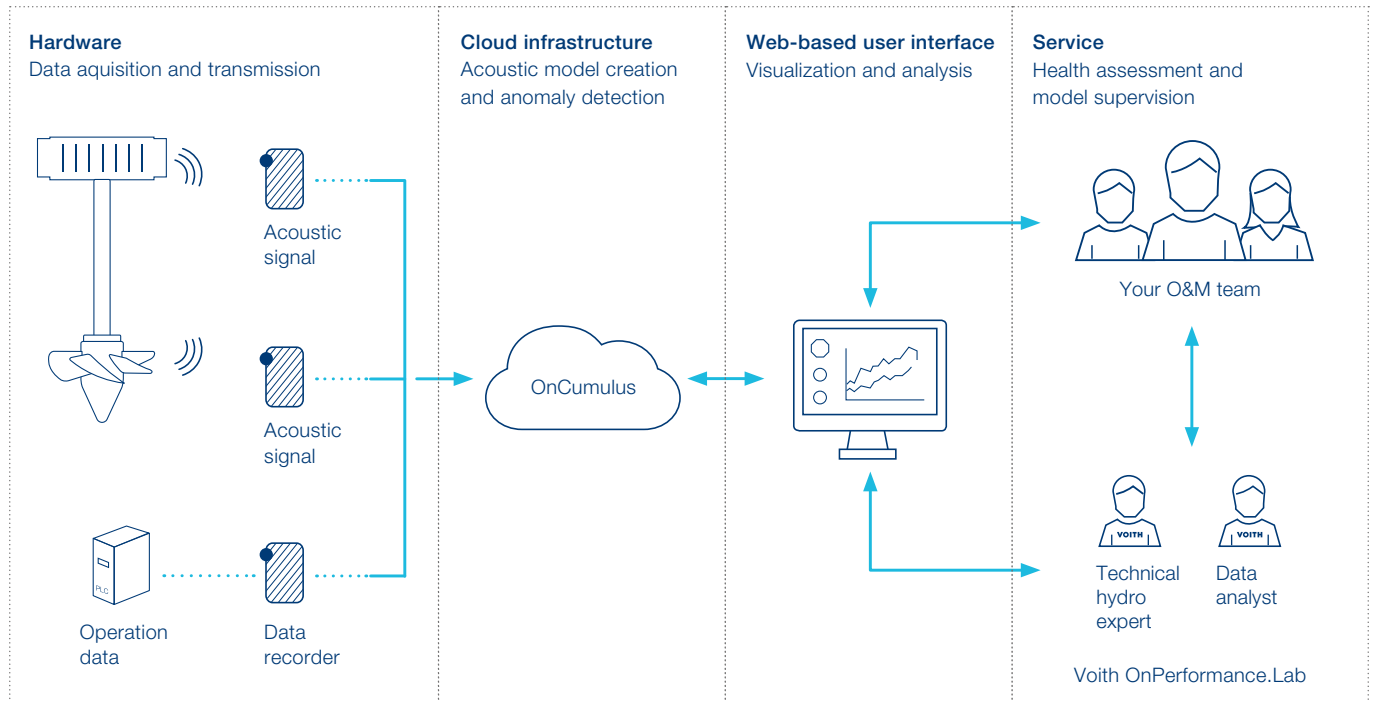 Hardware
Data aquisition and transmission
Acoustic
signal
Acoustic
signal
PLC
Operation
data
Data
recorder
Cloud infrastructure
Acoustic model creation
and anomaly detection
OnCumulus
Web-based user interface
Visualization and analysis
Service
Health assessment and
model supervision
Your O&M team
VOITH
VOITH
Technical
hydro
expert
Data
analyst
Voith OnPerformance.Lab